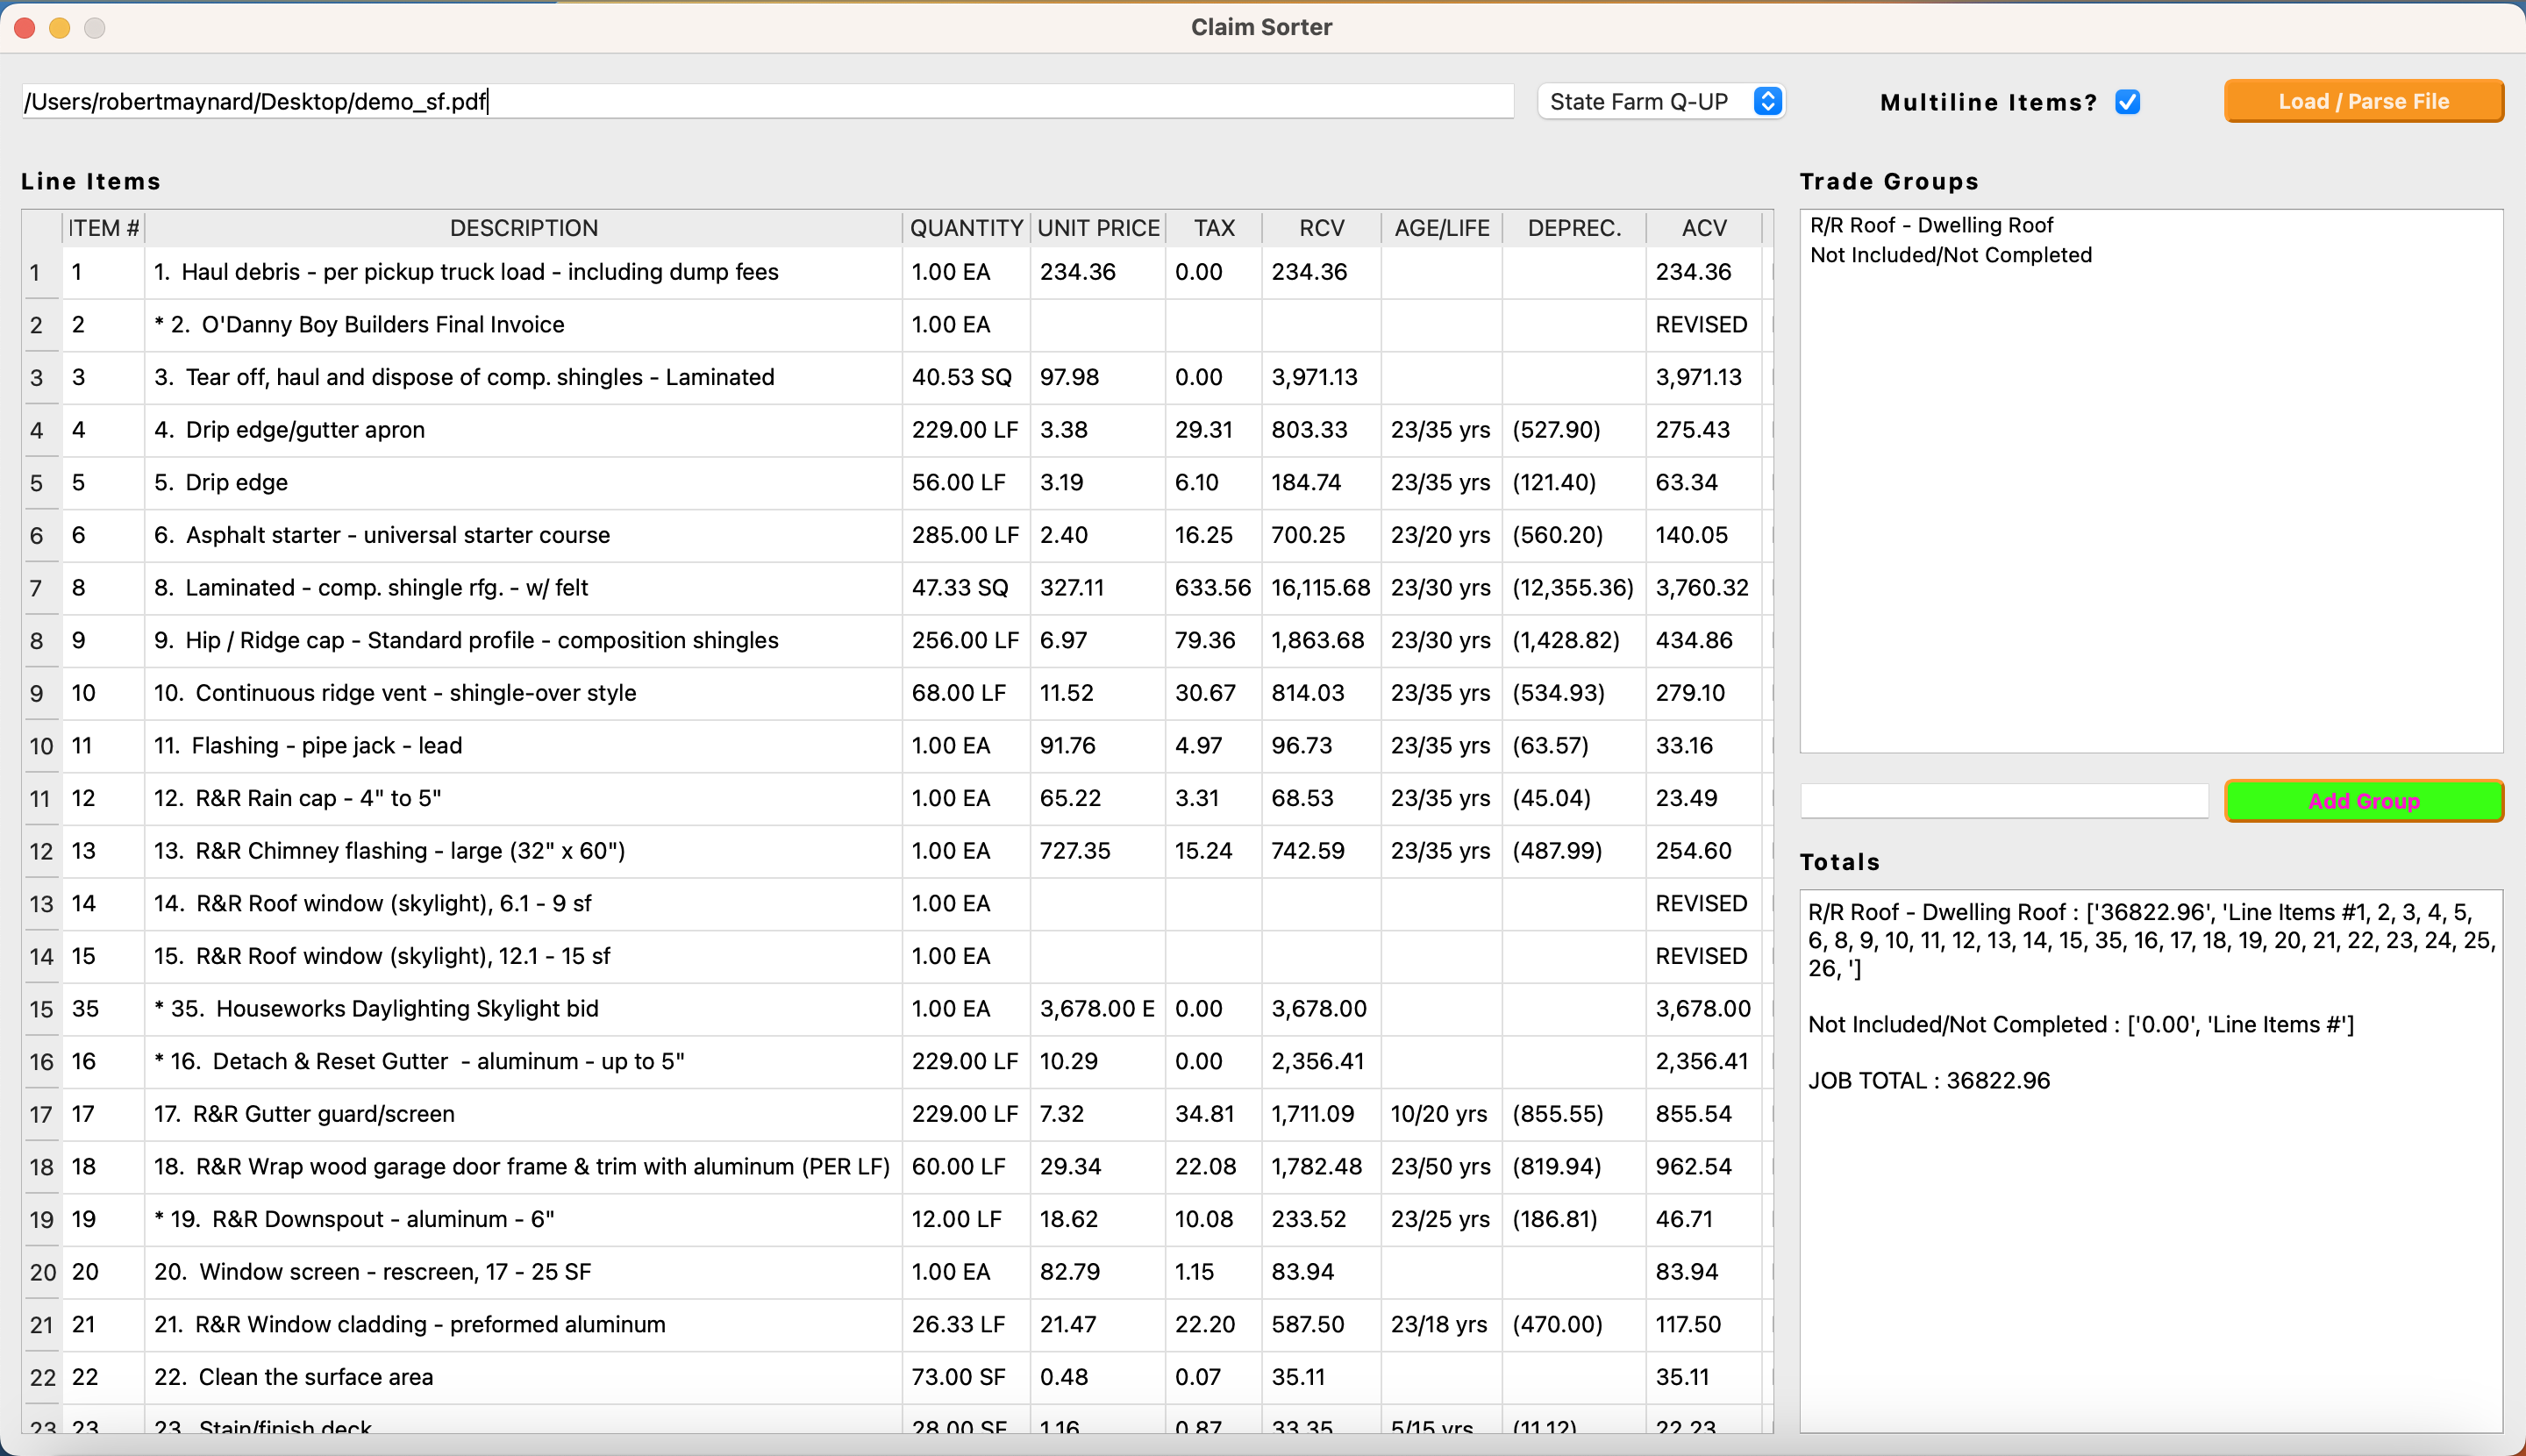 Claim Sorter
/Users/robertmaynard/Desktop/demo_sf.pdf
State Farm Q-UP
Multiline Items?
Load / Parse File
Line Items
ITEM # DESCRIPTION QUANTITY UNIT PRICE TAX RCV AGE/LIFE DEPREC. ACV
1 1 1. Haul debris - per pickup truck load - including dump fees 1.00 EA 234.36 0.00 234.36 234.36
2 2 * 2. O'Danny Boy Builders Final Invoice 1.00 EA REVISED
3 3 3. Tear off, haul and dispose of comp. shingles - Laminated 40.53 SQ 97.98 0.00 3,971.13 3,971.13
4 4 4. Drip edge/gutter apron 229.00 LF 3.38 29.31 803.33 23/35 yrs (527.90) 275.43
5 5 5. Drip edge 56.00 LF 3.19 6.10 184.74 23/35 yrs (121.40) 63.34
6 6 6. Asphalt starter - universal starter course 285.00 LF 2.40 16.25 700.25 23/20 yrs (560.20) 140.05
7 8 8. Laminated - comp. shingle rfg. - w/ felt 47.33 SQ 327.11 633.56 16,115.68 23/30 yrs (12,355.36) 3,760.32
8 9 9. Hip / Ridge cap - Standard profile - composition shingles 256.00 LF 6.97 79.36 1,863.68 23/30 yrs (1,428.82) 434.86
9 10 10. Continuous ridge vent - shingle-over style 68.00 LF 11.52 30.67 814.03 23/35 yrs (534.93) 279.10
10 11 11. Flashing - pipe jack - lead 1.00 EA 91.76 4.97 96.73 23/35 yrs (63.57) 33.16
11 12 12. R&R Rain cap - 4" to 5" 1.00 EA 65.22 3.31 68.53 23/35 yrs (45.04) 23.49
12 13 13. R&R Chimney flashing - large (32" x 60") 1.00 EA 727.35 15.24 742.59 23/35 yrs (487.99) 254.60
13 14 14. R&R Roof window (skylight), 6.1 - 9 sf 1.00 EA REVISED
14 15 15. R&R Roof window (skylight), 12.1 - 15 sf 1.00 EA REVISED
15 35 * 35. Houseworks Daylighting Skylight bid 1.00 EA 3,678.00 E 0.00 3,678.00 3,678.00
16 16 * 16. Detach & Reset Gutter - aluminum - up to 5" 229.00 LF 10.29 0.00 2,356.41 2,356.41
17 17 17. R&R Gutter guard/screen 229.00 LF 7.32 34.81 1,711.09 10/20 yrs (855.55) 855.54
18 18 18. R&R Wrap wood garage door frame & trim with aluminum (PER LF) 60.00 LF 29.34 22.08 1,782.48 23/50 yrs (819.94) 962.54
19 19 * 19. R&R Downspout - aluminum - 6" 12.00 LF 18.62 10.08 233.52 23/25 yrs (186.81) 46.71
20 20 20. Window screen - rescreen, 17 - 25 SF 1.00 EA 82.79 1.15 83.94 83.94
21 21 21. R&R Window cladding - preformed aluminum 26.33 LF 21.47 22.20 587.50 23/18 yrs (470.00) 117.50
22 22 22. Clean the surface area 73.00 SF 0.48 0.07 35.11 35.11
23 23 23. Stain/finish deck 28.00 SF 1.16 0.87 33.35 5/15 yrs (11.12) 22.23
Trade Groups
R/R Roof - Dwelling Roof
Not Included/Not Completed
Add Group
Totals
R/R Roof - Dwelling Roof : ['36822.96', 'Line Items #1, 2, 3, 4, 5,
6, 8, 9, 10, 11, 12, 13, 14, 15, 35, 16, 17, 18, 19, 20, 21, 22, 23, 24, 25,
26, ']
Not Included/Not Completed : ['0.00', 'Line Items #']
JOB TOTAL : 36822.96